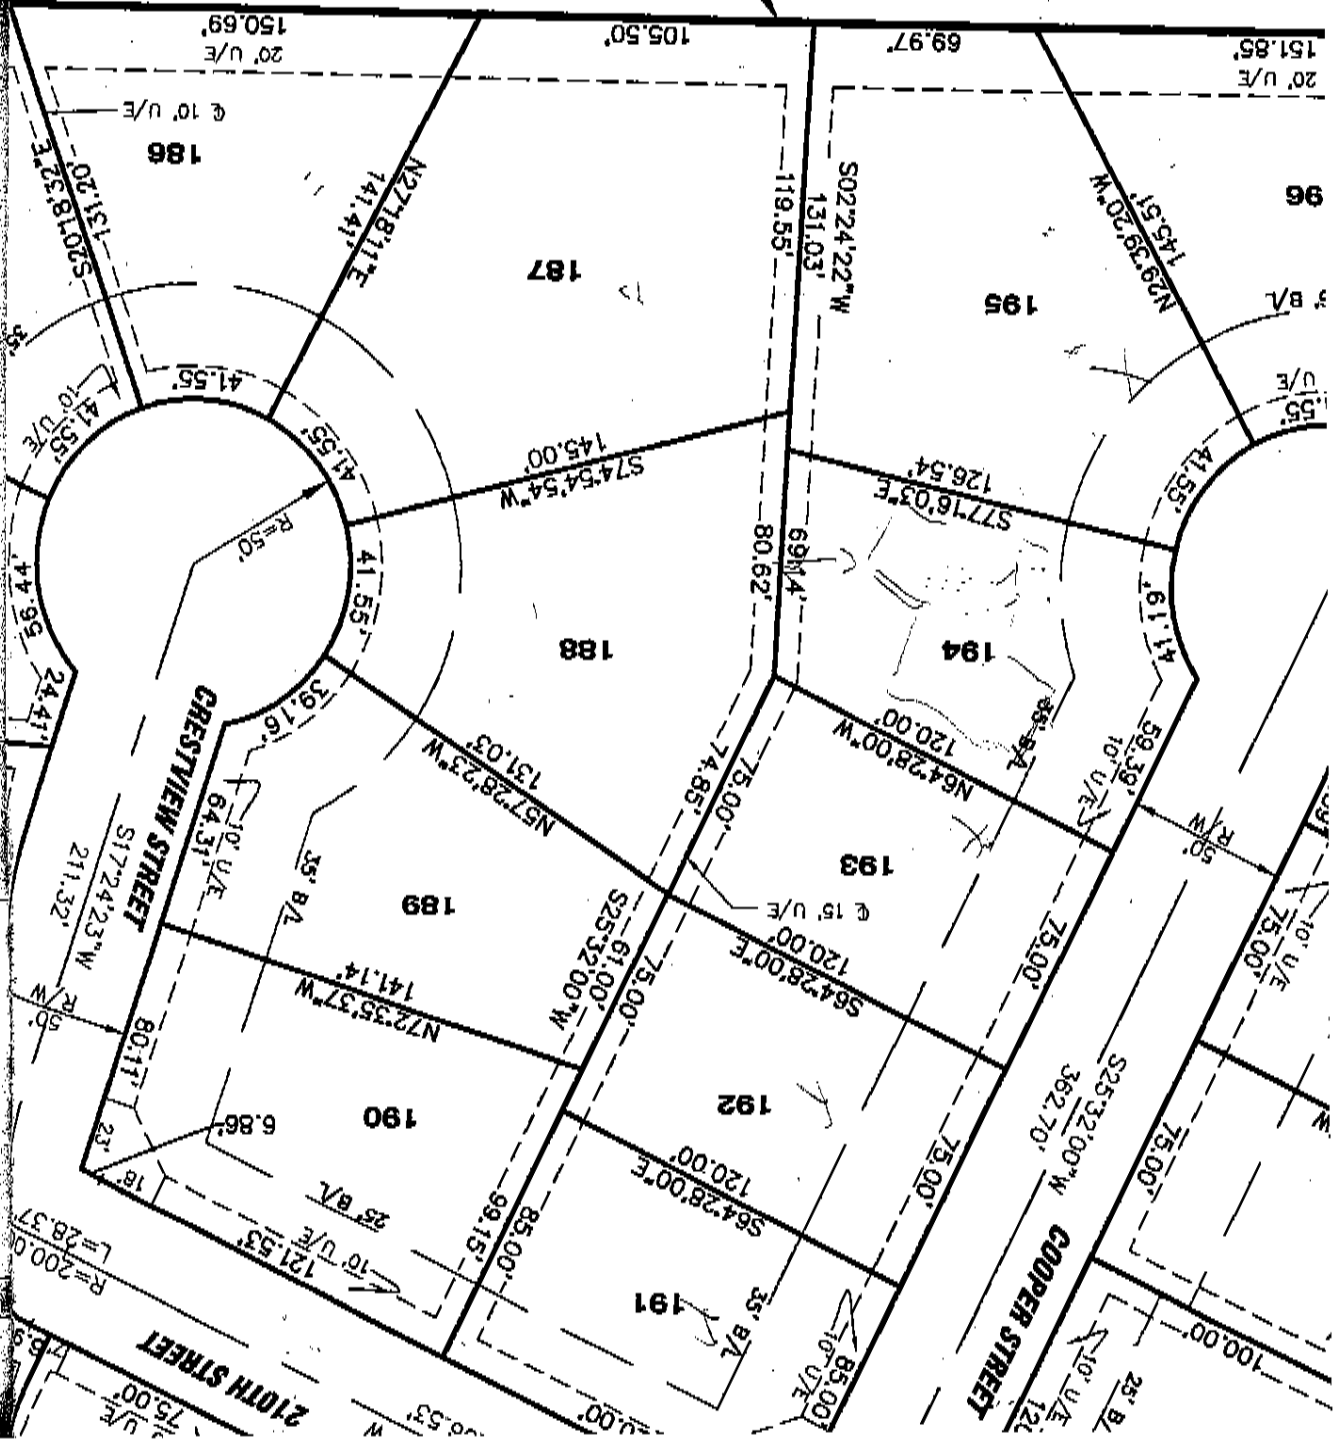 150.69'
20' U/E
105.50'
69.97'
151.85'
20' U/E
℄ 10' U/E
186
S20°18'32"E
131.20'
N27°18'11"E
141.41'
187
119.55'
131.03'
S02°24'22"W
195
N29°39'20"W
145.51'
96
B/L
35'
41.55'
10' U/E
41.55'
41.55'
R=50'
145.00'
S74°54'54"W
126.54'
S77°16'03"E
41.55'
.55'
U/E
56.44'
41.55'
188
80.62'
69.14'
194
41.19'
24.41'
39.16'
N57°28'23"W
131.03'
74.85'
75.00'
120.00'
N64°28'00"W
35' B/L
59.39'
10' U/E
50'
R/W
CRESTVIEW STREET
S17°24'23"W
211.32'
64.31'
10' U/E
35' B/L
189
193
℄ 15' U/E
S25°32'00"W
61.00'
75.00'
120.00'
S64°28'00"E
75.00'
75.00'
10' U/E
141.14'
N72°35'37"W
50'
R/W
80.11'
190
6.86'
23'
18'
192
120.00'
S64°28'00"E
75.00'
S25°32'00"W
362.70'
75.00'
25' B/L
121.53'
10' U/E
99.15'
85.00'
191
35' B/L
85.00'
10' U/E
COOPER STREET
100.00'
10' U/E
25' B/
L=28.37
210TH STREET
75.00'
U/E